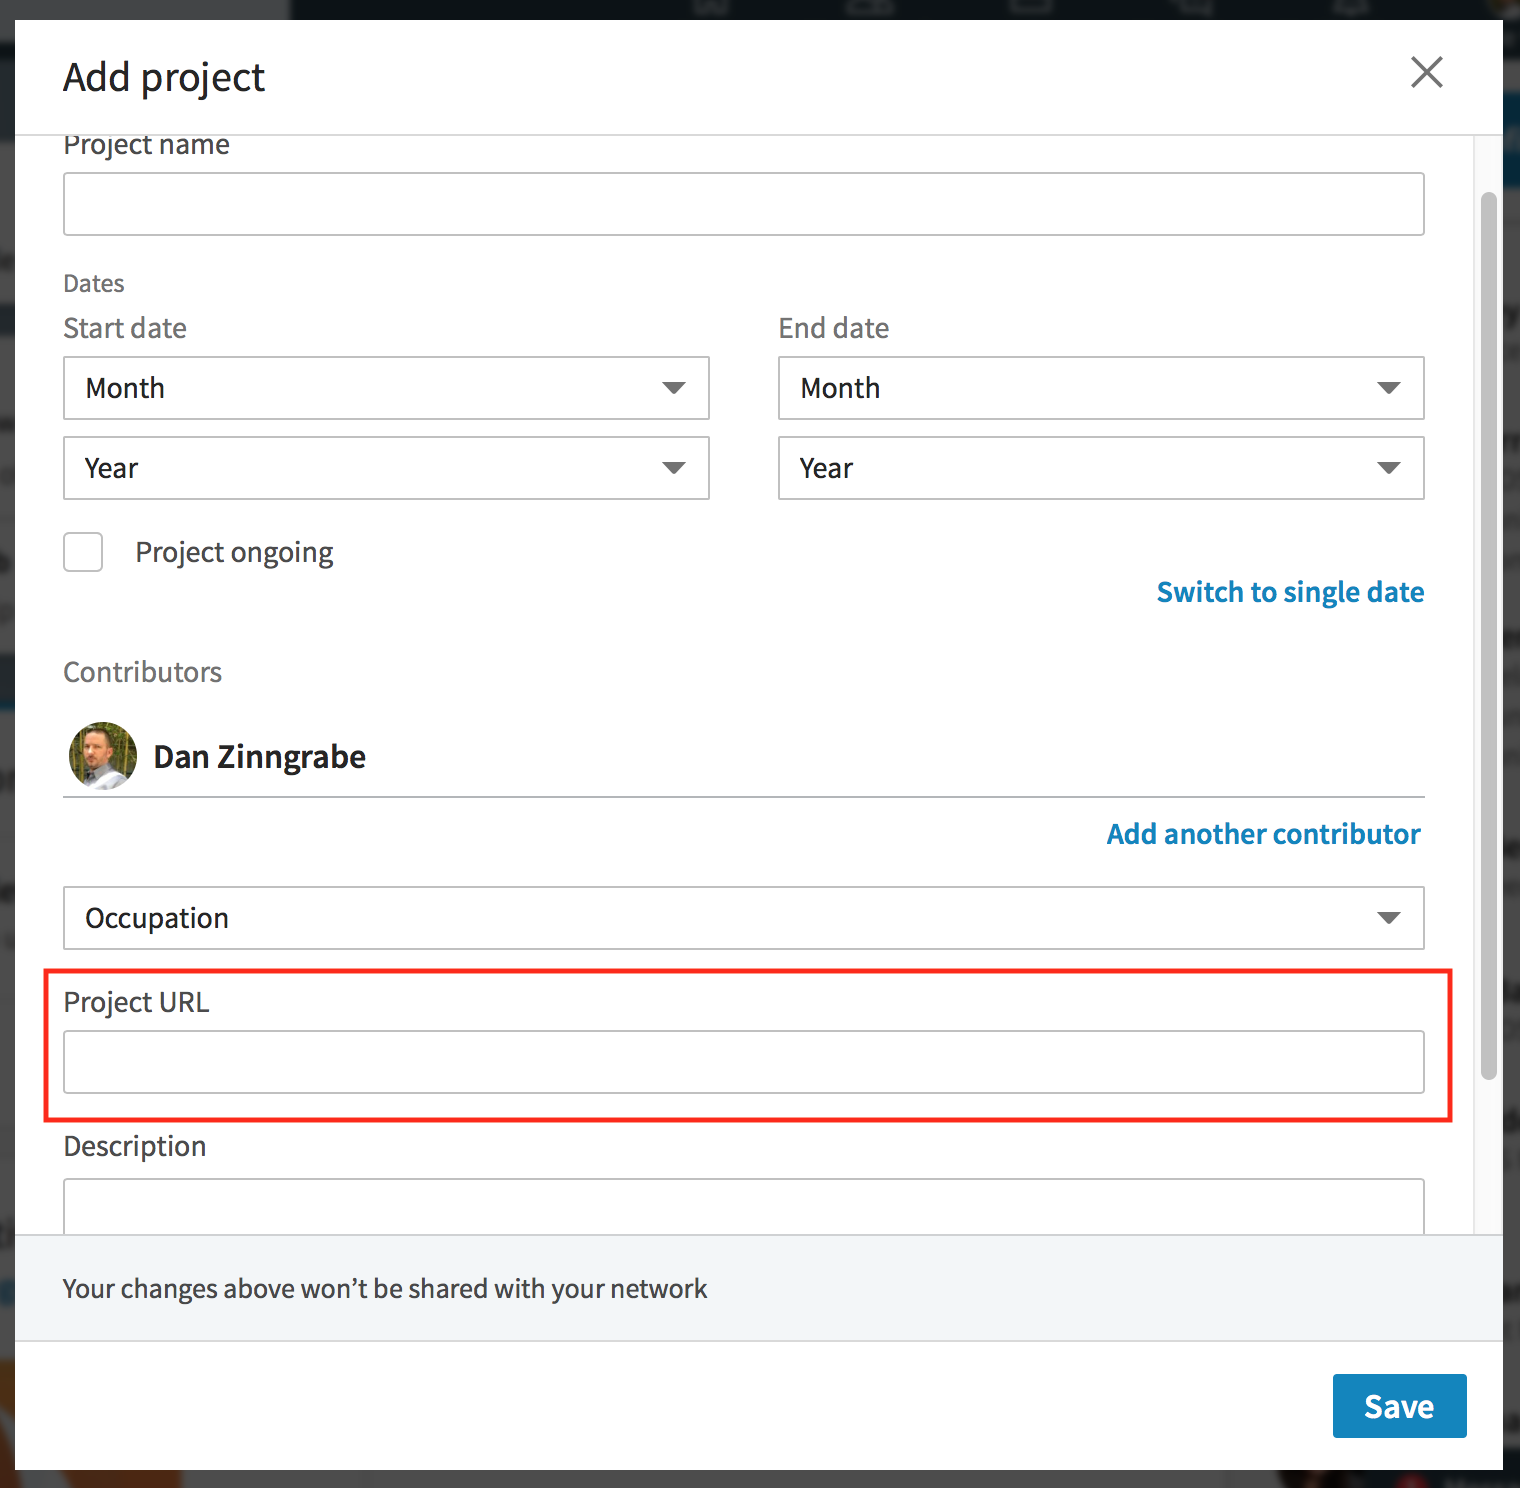 Add project
Project name
Dates
Start date
End date
Month
Month
Year
Year
Project ongoing
Switch to single date
Contributors
Dan Zinngrabe
Add another contributor
Occupation
Project URL
Description
Your changes above won’t be shared with your network
Save